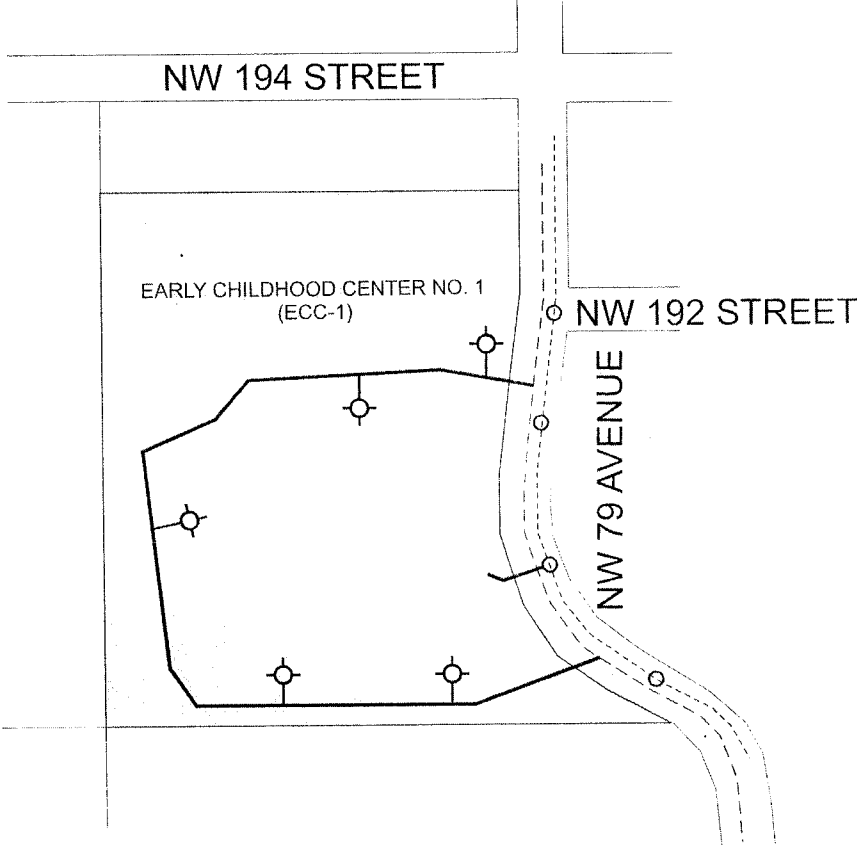 NW 194 STREET
EARLY CHILDHOOD CENTER NO. 1
(ECC-1)
NW 192 STREET
NW 79 AVENUE